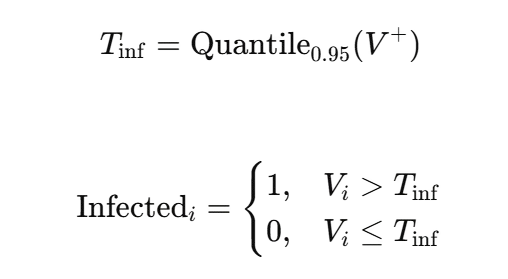 T_inf = Quantile_0.95(V⁺)
Infected_i = { 1, V_i > T_inf
0, V_i ≤ T_inf